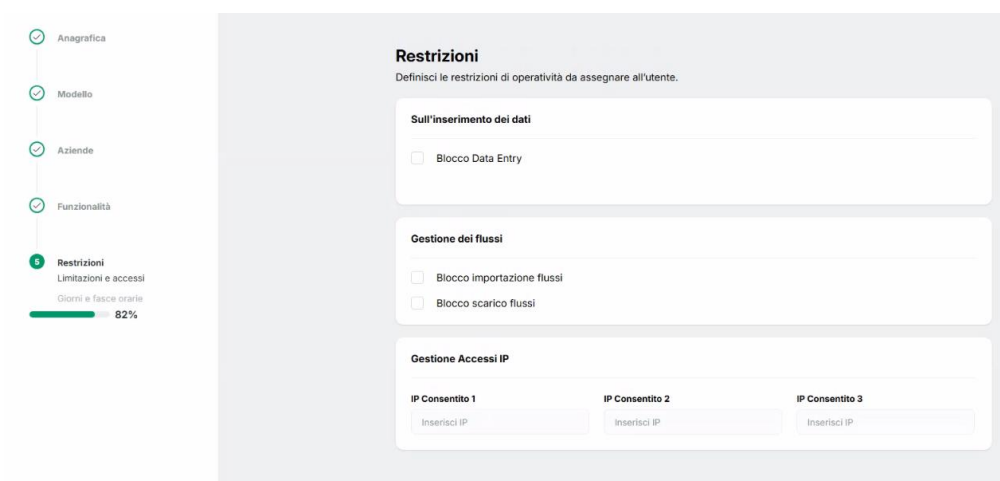 Anagrafica
Modello
Aziende
Funzionalità
5
Restrizioni
Limitazioni e accessi
Giorni e fasce orarie
82%
Restrizioni
Definisci le restrizioni di operatività da assegnare all'utente.
Sull'inserimento dei dati
Blocco Data Entry
Gestione dei flussi
Blocco importazione flussi
Blocco scarico flussi
Gestione Accessi IP
IP Consentito 1 IP Consentito 2 IP Consentito 3
Inserisci IP Inserisci IP Inserisci IP